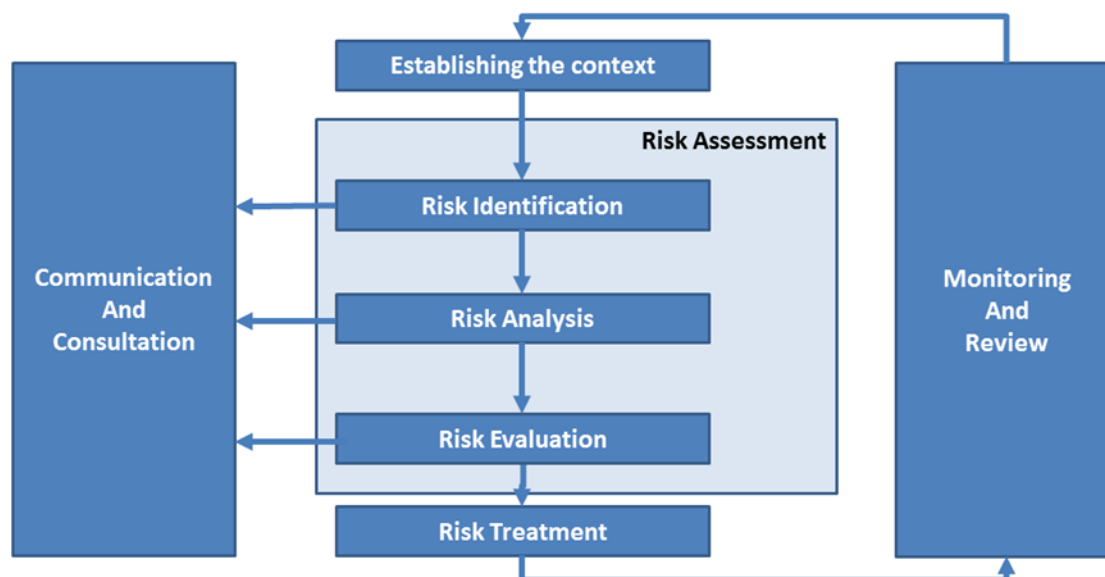 Establishing the context
Risk Assessment
Risk Identification
Risk Analysis
Risk Evaluation
Risk Treatment
Communication
And
Consultation
Monitoring
And
Review